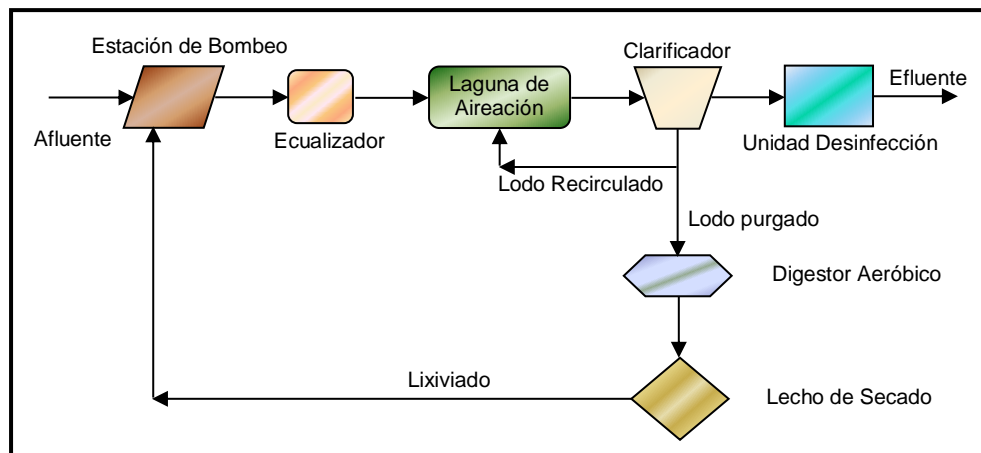 Estación de Bombeo
Clarificador
Laguna de
Aireación
Efluente
Afluente
Ecualizador
Unidad Desinfección
Lodo Recirculado
Lodo purgado
Digestor Aeróbico
Lixiviado
Lecho de Secado